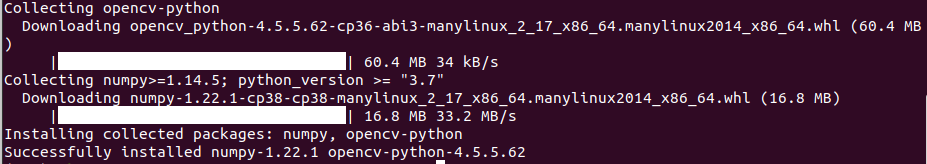 Collecting opencv-python
Downloading opencv_python-4.5.5.62-cp36-abi3-manylinux_2_17_x86_64.manylinux2014_x86_64.whl (60.4 MB
)
| | 60.4 MB 34 kB/s
Collecting numpy>=1.14.5; python_version >= "3.7"
Downloading numpy-1.22.1-cp38-cp38-manylinux_2_17_x86_64.manylinux2014_x86_64.whl (16.8 MB)
| | 16.8 MB 33.2 MB/s
Installing collected packages: numpy, opencv-python
Successfully installed numpy-1.22.1 opencv-python-4.5.5.62